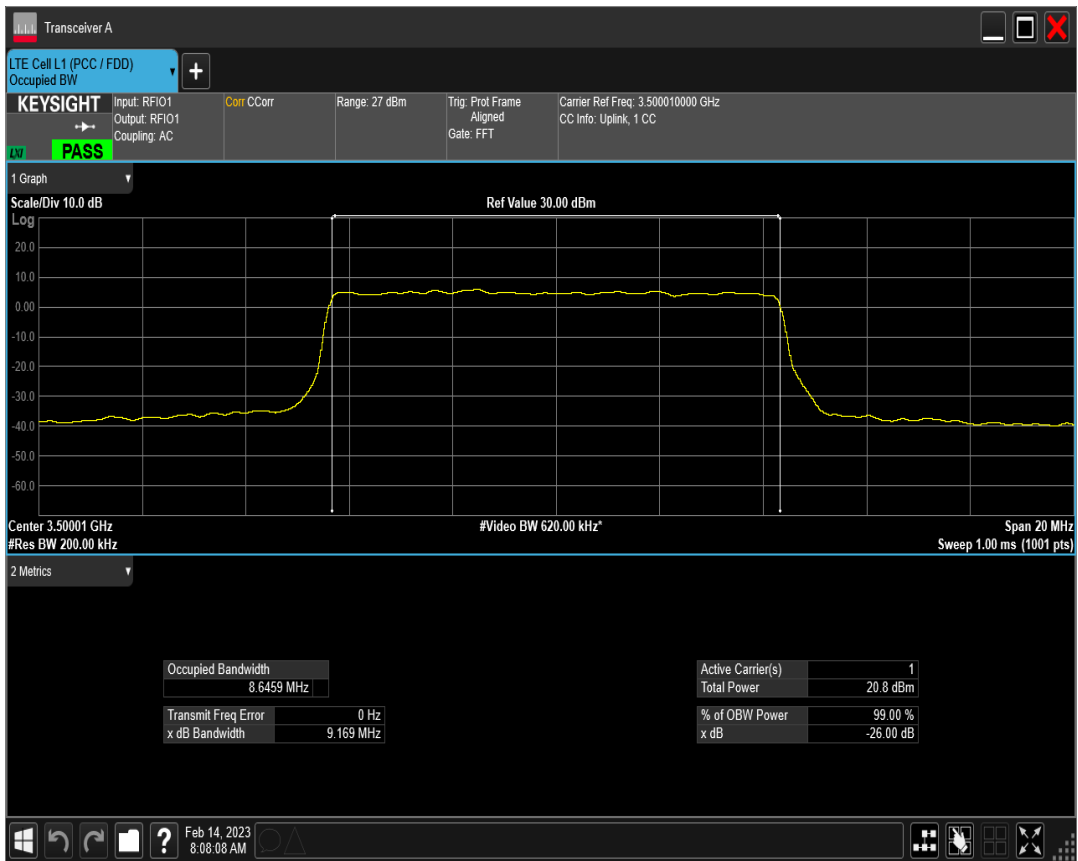 Transceiver A
LTE Cell L1 (PCC / FDD)
Occupied BW
KEYSIGHT
LXI
PASS
Input: RFIO1
Output: RFIO1
Coupling: AC
Corr CCorr
Range: 27 dBm
Trig: Prot Frame
Aligned
Gate: FFT
Carrier Ref Freq: 3.500010000 GHz
CC Info: Uplink, 1 CC
1 Graph
Scale/Div 10.0 dB
Ref Value 30.00 dBm
Log
20.0
10.0
0.00
-10.0
-20.0
-30.0
-40.0
-50.0
-60.0
Center 3.50001 GHz
#Video BW 620.00 kHz*
Span 20 MHz
#Res BW 200.00 kHz
Sweep 1.00 ms (1001 pts)
2 Metrics
Occupied Bandwidth
8.6459 MHz
Transmit Freq Error 0 Hz
x dB Bandwidth 9.169 MHz
Active Carrier(s) 1
Total Power 20.8 dBm
% of OBW Power 99.00 %
x dB -26.00 dB
?
Feb 14, 2023
8:08:08 AM